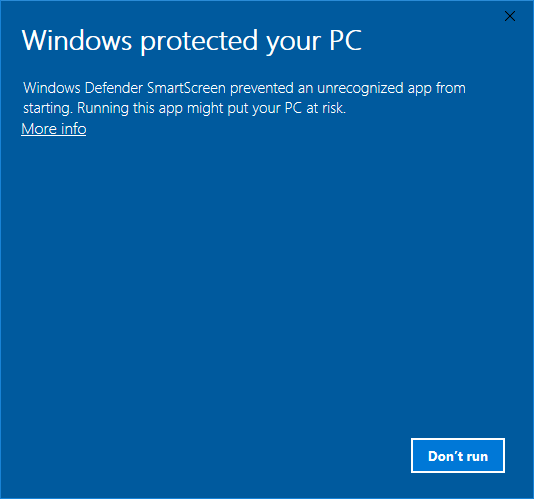 Windows protected your PC
Windows Defender SmartScreen prevented an unrecognized app from
starting. Running this app might put your PC at risk.
More info
Don’t run